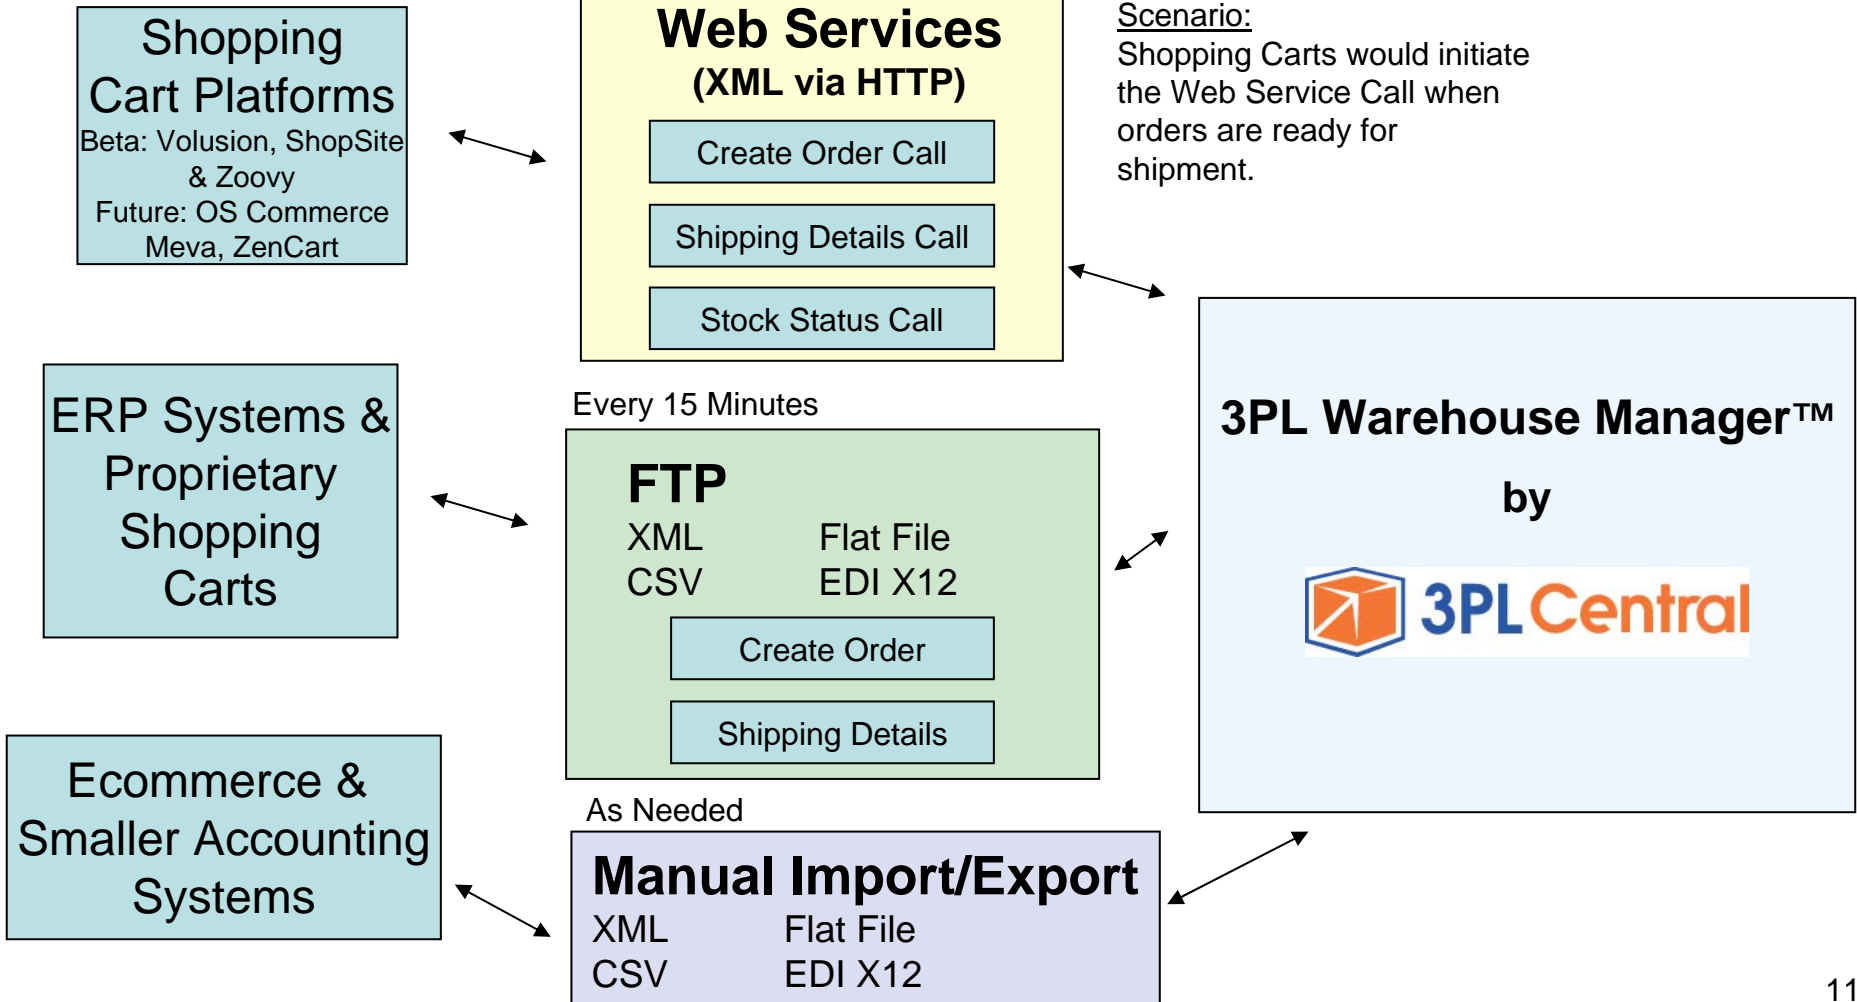 Shopping
Cart Platforms
Beta: Volusion, ShopSite
& Zoovy
Future: OS Commerce
Meva, ZenCart
Web Services
(XML via HTTP)
Create Order Call
Shipping Details Call
Stock Status Call
Scenario:
Shopping Carts would initiate
the Web Service Call when
orders are ready for
shipment.
ERP Systems &
Proprietary
Shopping
Carts
Every 15 Minutes
FTP
XML Flat File
CSV EDI X12
Create Order
Shipping Details
3PL Warehouse Manager™
by
3PL Central
Ecommerce &
Smaller Accounting
Systems
As Needed
Manual Import/Export
XML Flat File
CSV EDI X12
11